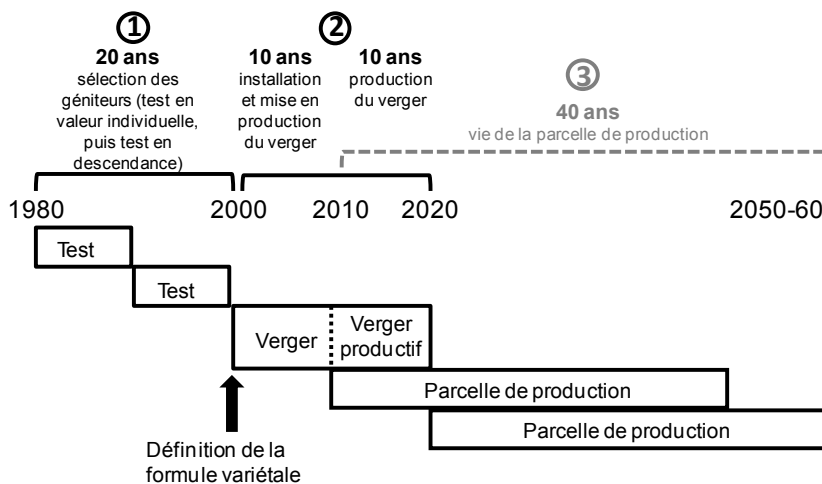 ①
20 ans
sélection des
géniteurs (test en
valeur individuelle,
puis test en
descendance)
②
10 ans
installation
et mise en
production
du verger
10 ans
production
du verger
③
40 ans
vie de la parcelle de production
1980
2000
2010
2020
2050-60
Test
Test
Verger
Verger
productif
Parcelle de production
Parcelle de production
Définition de la
formule variétale